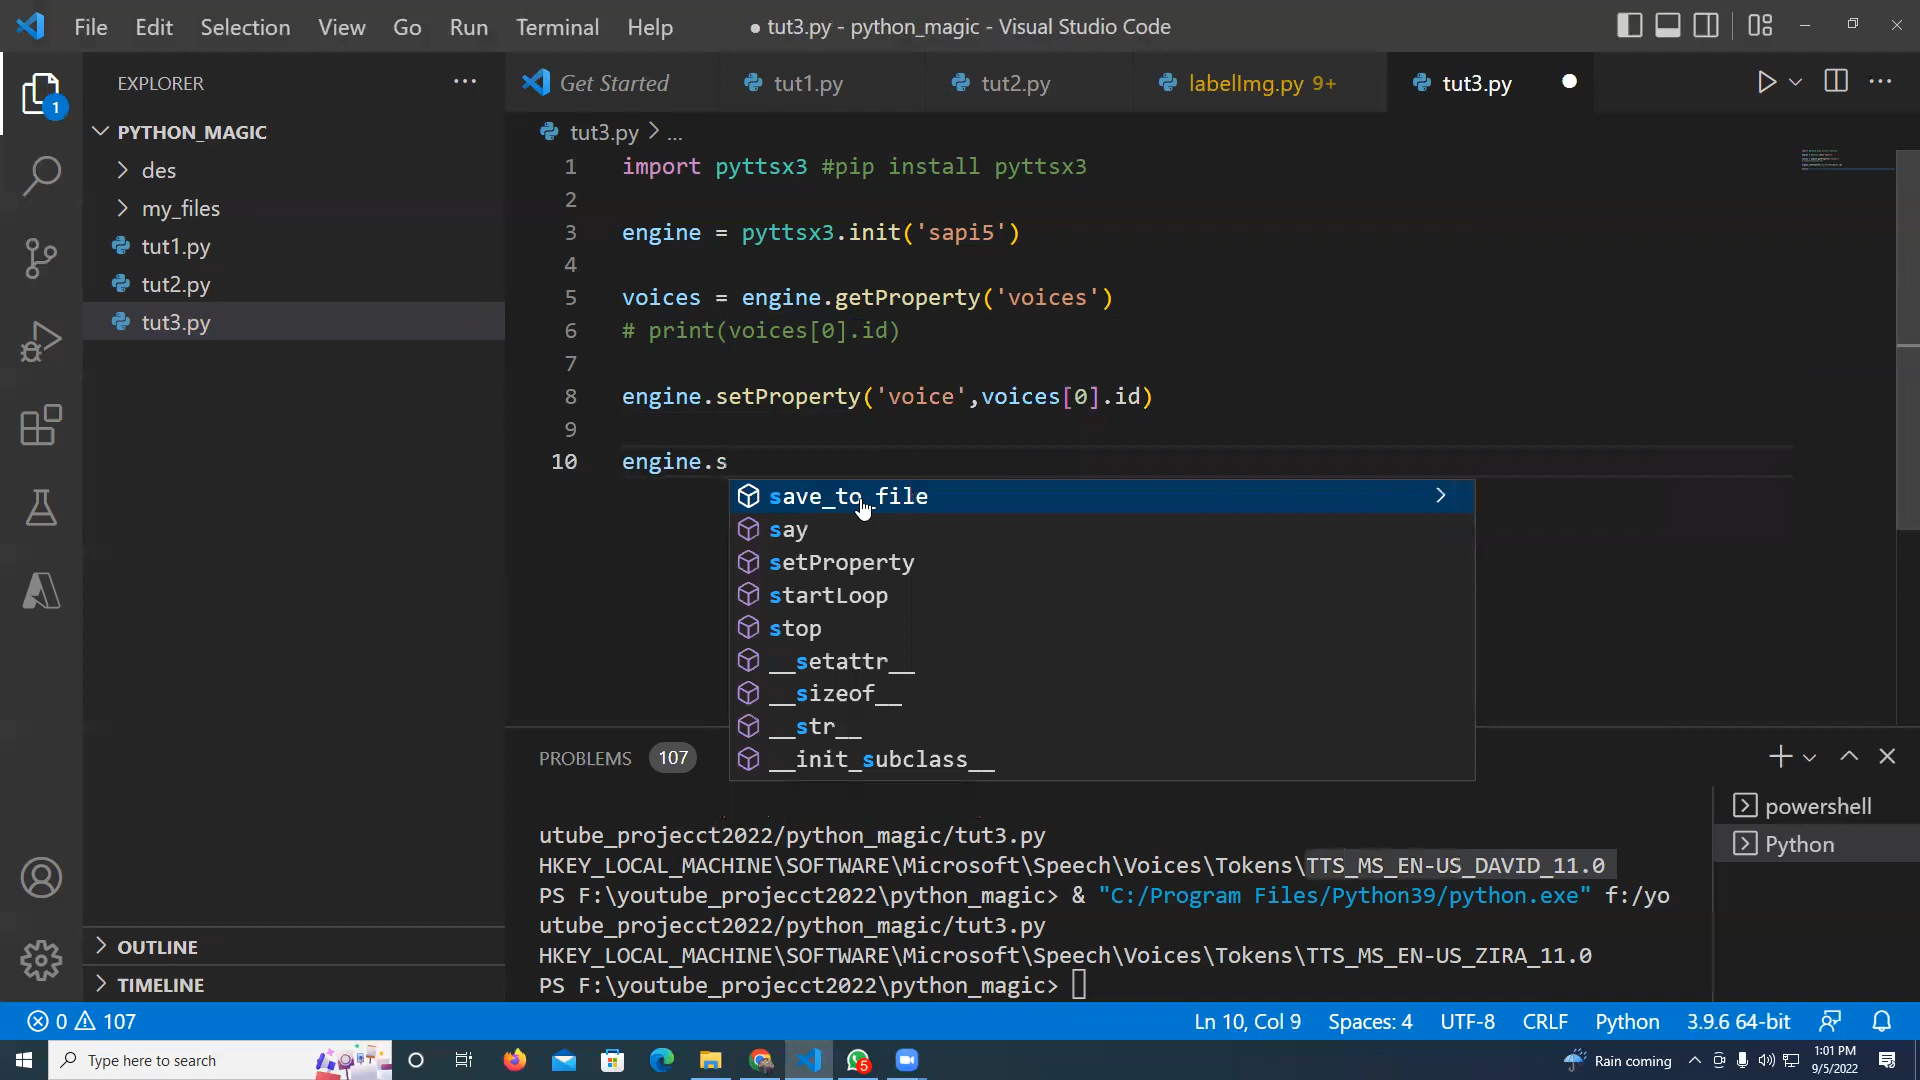 File Edit Selection View Go Run Terminal Help ● tut3.py - python_magic - Visual Studio Code
EXPLORER ...
Get Started tut1.py tut2.py labelImg.py 9+ tut3.py
1
PYTHON_MAGIC
des
my_files
tut1.py
tut2.py
tut3.py
tut3.py > ...
1 import pyttsx3 #pip install pyttsx3
2
3 engine = pyttsx3.init('sapi5')
4
5 voices = engine.getProperty('voices')
6 # print(voices[0].id)
7
8 engine.setProperty('voice',voices[0].id)
9
10 engine.s
save_to_file
say
setProperty
startLoop
stop
__setattr__
__sizeof__
__str__
__init_subclass__
PROBLEMS 107
utube_projecct2022/python_magic/tut3.py
HKEY_LOCAL_MACHINE\SOFTWARE\Microsoft\Speech\Voices\Tokens\TTS_MS_EN-US_DAVID_11.0
PS F:\youtube_projecct2022\python_magic> & "C:/Program Files/Python39/python.exe" f:/yo
utube_projecct2022/python_magic/tut3.py
HKEY_LOCAL_MACHINE\SOFTWARE\Microsoft\Speech\Voices\Tokens\TTS_MS_EN-US_ZIRA_11.0
PS F:\youtube_projecct2022\python_magic>
powershell
Python
OUTLINE
TIMELINE
0 107 Ln 10, Col 9 Spaces: 4 UTF-8 CRLF Python 3.9.6 64-bit
Type here to search
5
Rain coming
1:01 PM
9/5/2022